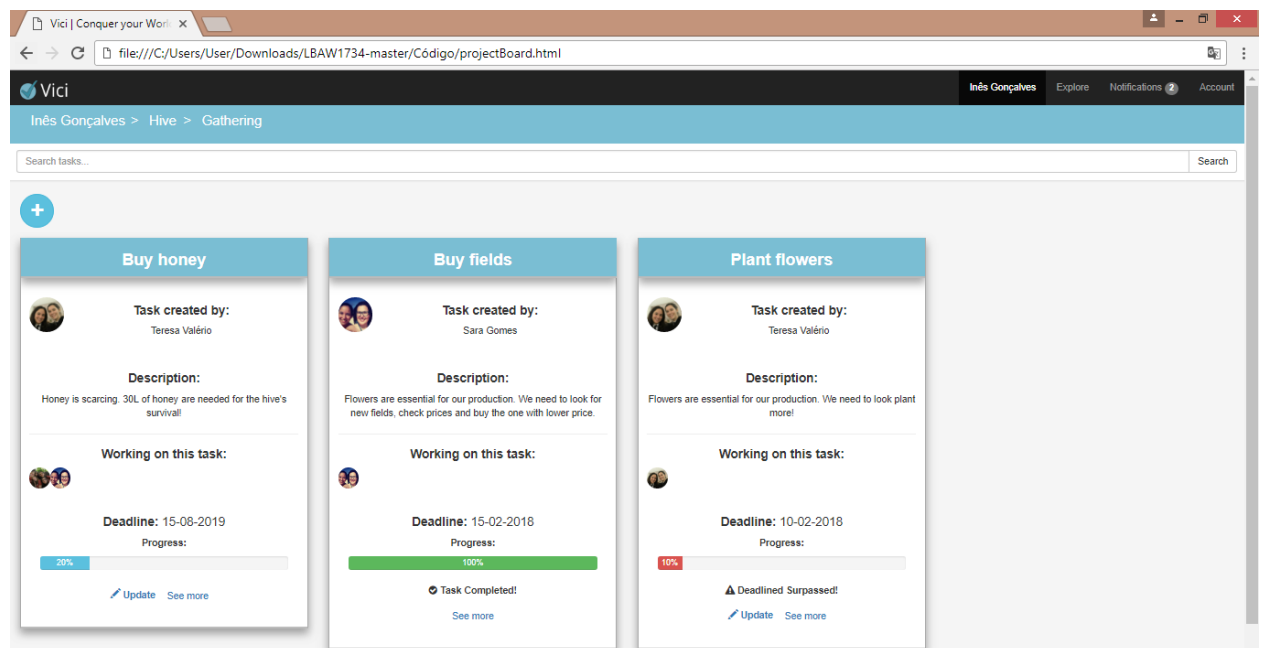 Vici | Conquer your Work
file:///C:/Users/User/Downloads/LBAW1734-master/Código/projectBoard.html
Vici
Inês Gonçalves Explore Notifications 2 Account
Inês Gonçalves > Hive > Gathering
Search tasks... Search
+
Buy honey
Task created by:
Teresa Valério
Description:
Honey is scarcing. 30L of honey are needed for the hive's
survival!
Working on this task:
Deadline: 15-08-2019
Progress:
20%
Update See more
Buy fields
Task created by:
Sara Gomes
Description:
Flowers are essential for our production. We need to look for
new fields, check prices and buy the one with lower price.
Working on this task:
Deadline: 15-02-2018
Progress:
100%
Task Completed!
See more
Plant flowers
Task created by:
Teresa Valério
Description:
Flowers are essential for our production. We need to look plant
more!
Working on this task:
Deadline: 10-02-2018
Progress:
10%
Deadlined Surpassed!
Update See more